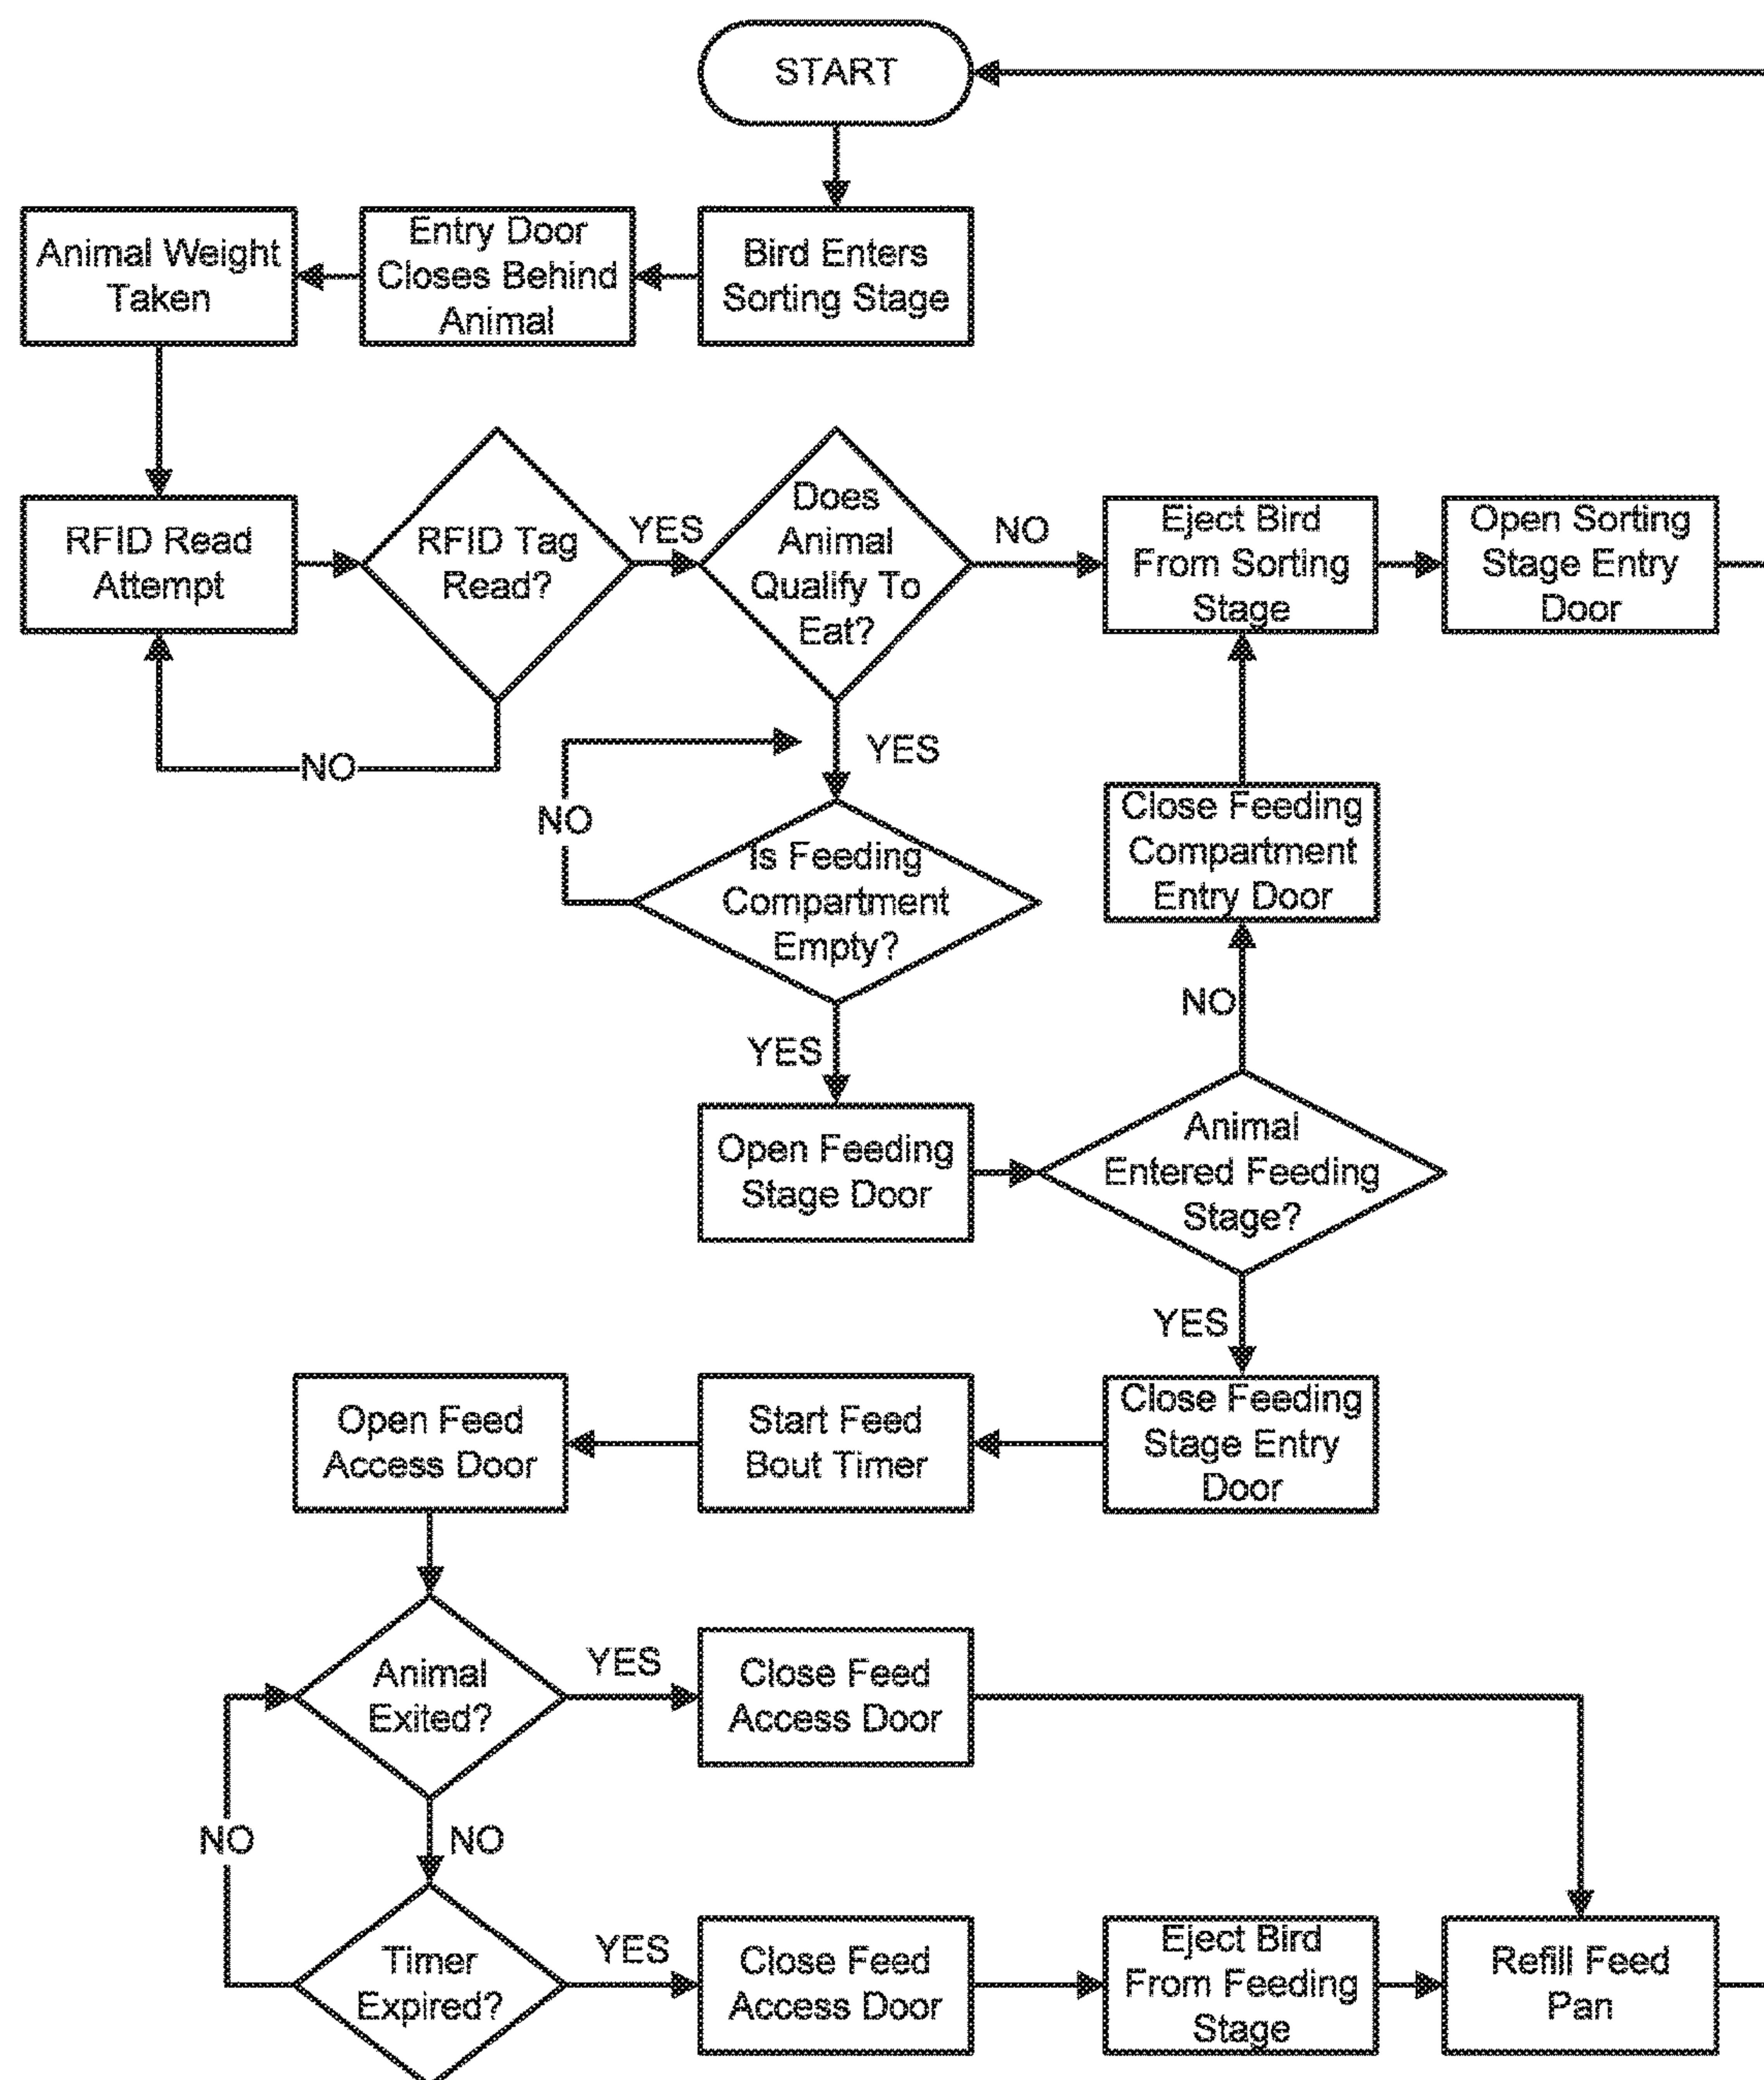 START
Bird Enters
Sorting Stage
Entry Door
Closes Behind
Animal
Animal Weight
Taken
RFID Read
Attempt
RFID Tag
Read?
YES
NO
Does
Animal
Qualify To
Eat?
NO
Eject Bird
From Sorting
Stage
Open Sorting
Stage Entry
Door
YES
NO
Is Feeding
Compartment
Empty?
YES
Close Feeding
Compartment
Entry Door
NO
Open Feeding
Stage Door
Animal
Entered Feeding
Stage?
YES
Close Feeding
Stage Entry
Door
Start Feed
Bout Timer
Open Feed
Access Door
Animal
Exited?
YES
Close Feed
Access Door
NO
NO
Timer
Expired?
YES
Close Feed
Access Door
Eject Bird
From Feeding
Stage
Refill Feed
Pan